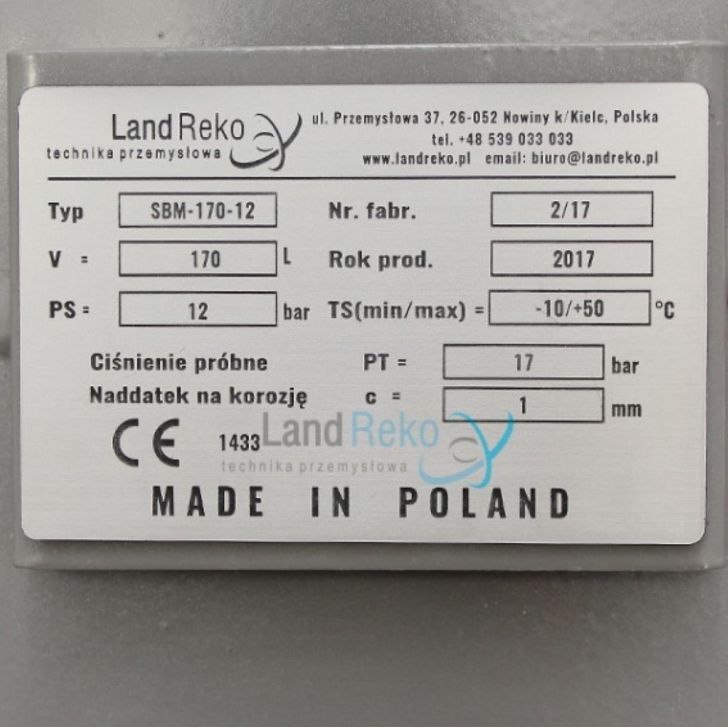 Land Reko
technika przemysłowa
ul. Przemysłowa 37, 26-052 Nowiny k/Kielc, Polska
tel. +48 539 033 033
www.landreko.pl email: biuro@landreko.pl
Typ SBM-170-12 Nr. fabr. 2/17
V = 170 L Rok prod. 2017
PS = 12 bar TS(min/max) = -10/+50 °C
Ciśnienie próbne PT = 17 bar
Naddatek na korozję c = 1 mm
CE 1433
Land Reko
technika przemysłowa
MADE IN POLAND